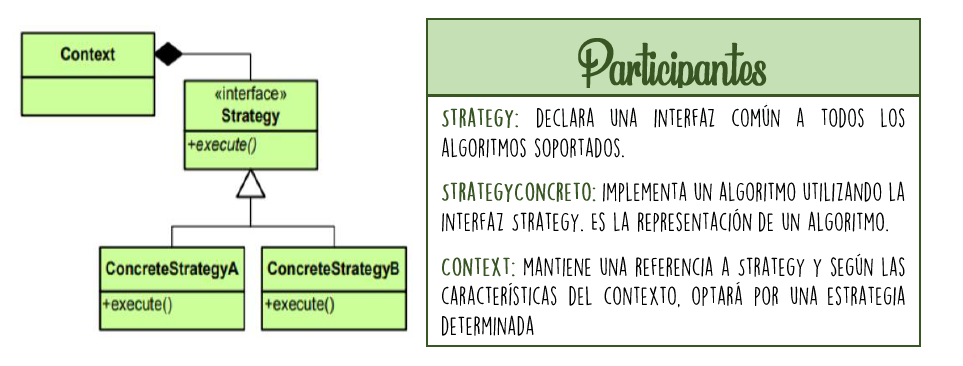 Context
«interface»
Strategy
+execute()
ConcreteStrategyA
+execute()
ConcreteStrategyB
+execute()
Participantes
STRATEGY: DECLARA UNA INTERFAZ COMÚN A TODOS LOS
ALGORITMOS SOPORTADOS.
STRATEGYCONCRETO: IMPLEMENTA UN ALGORITMO UTILIZANDO LA
INTERFAZ STRATEGY. ES LA REPRESENTACIÓN DE UN ALGORITMO.
CONTEXT: MANTIENE UNA REFERENCIA A STRATEGY Y SEGÚN LAS
CARACTERÍSTICAS DEL CONTEXTO, OPTARÁ POR UNA ESTRATEGIA
DETERMINADA